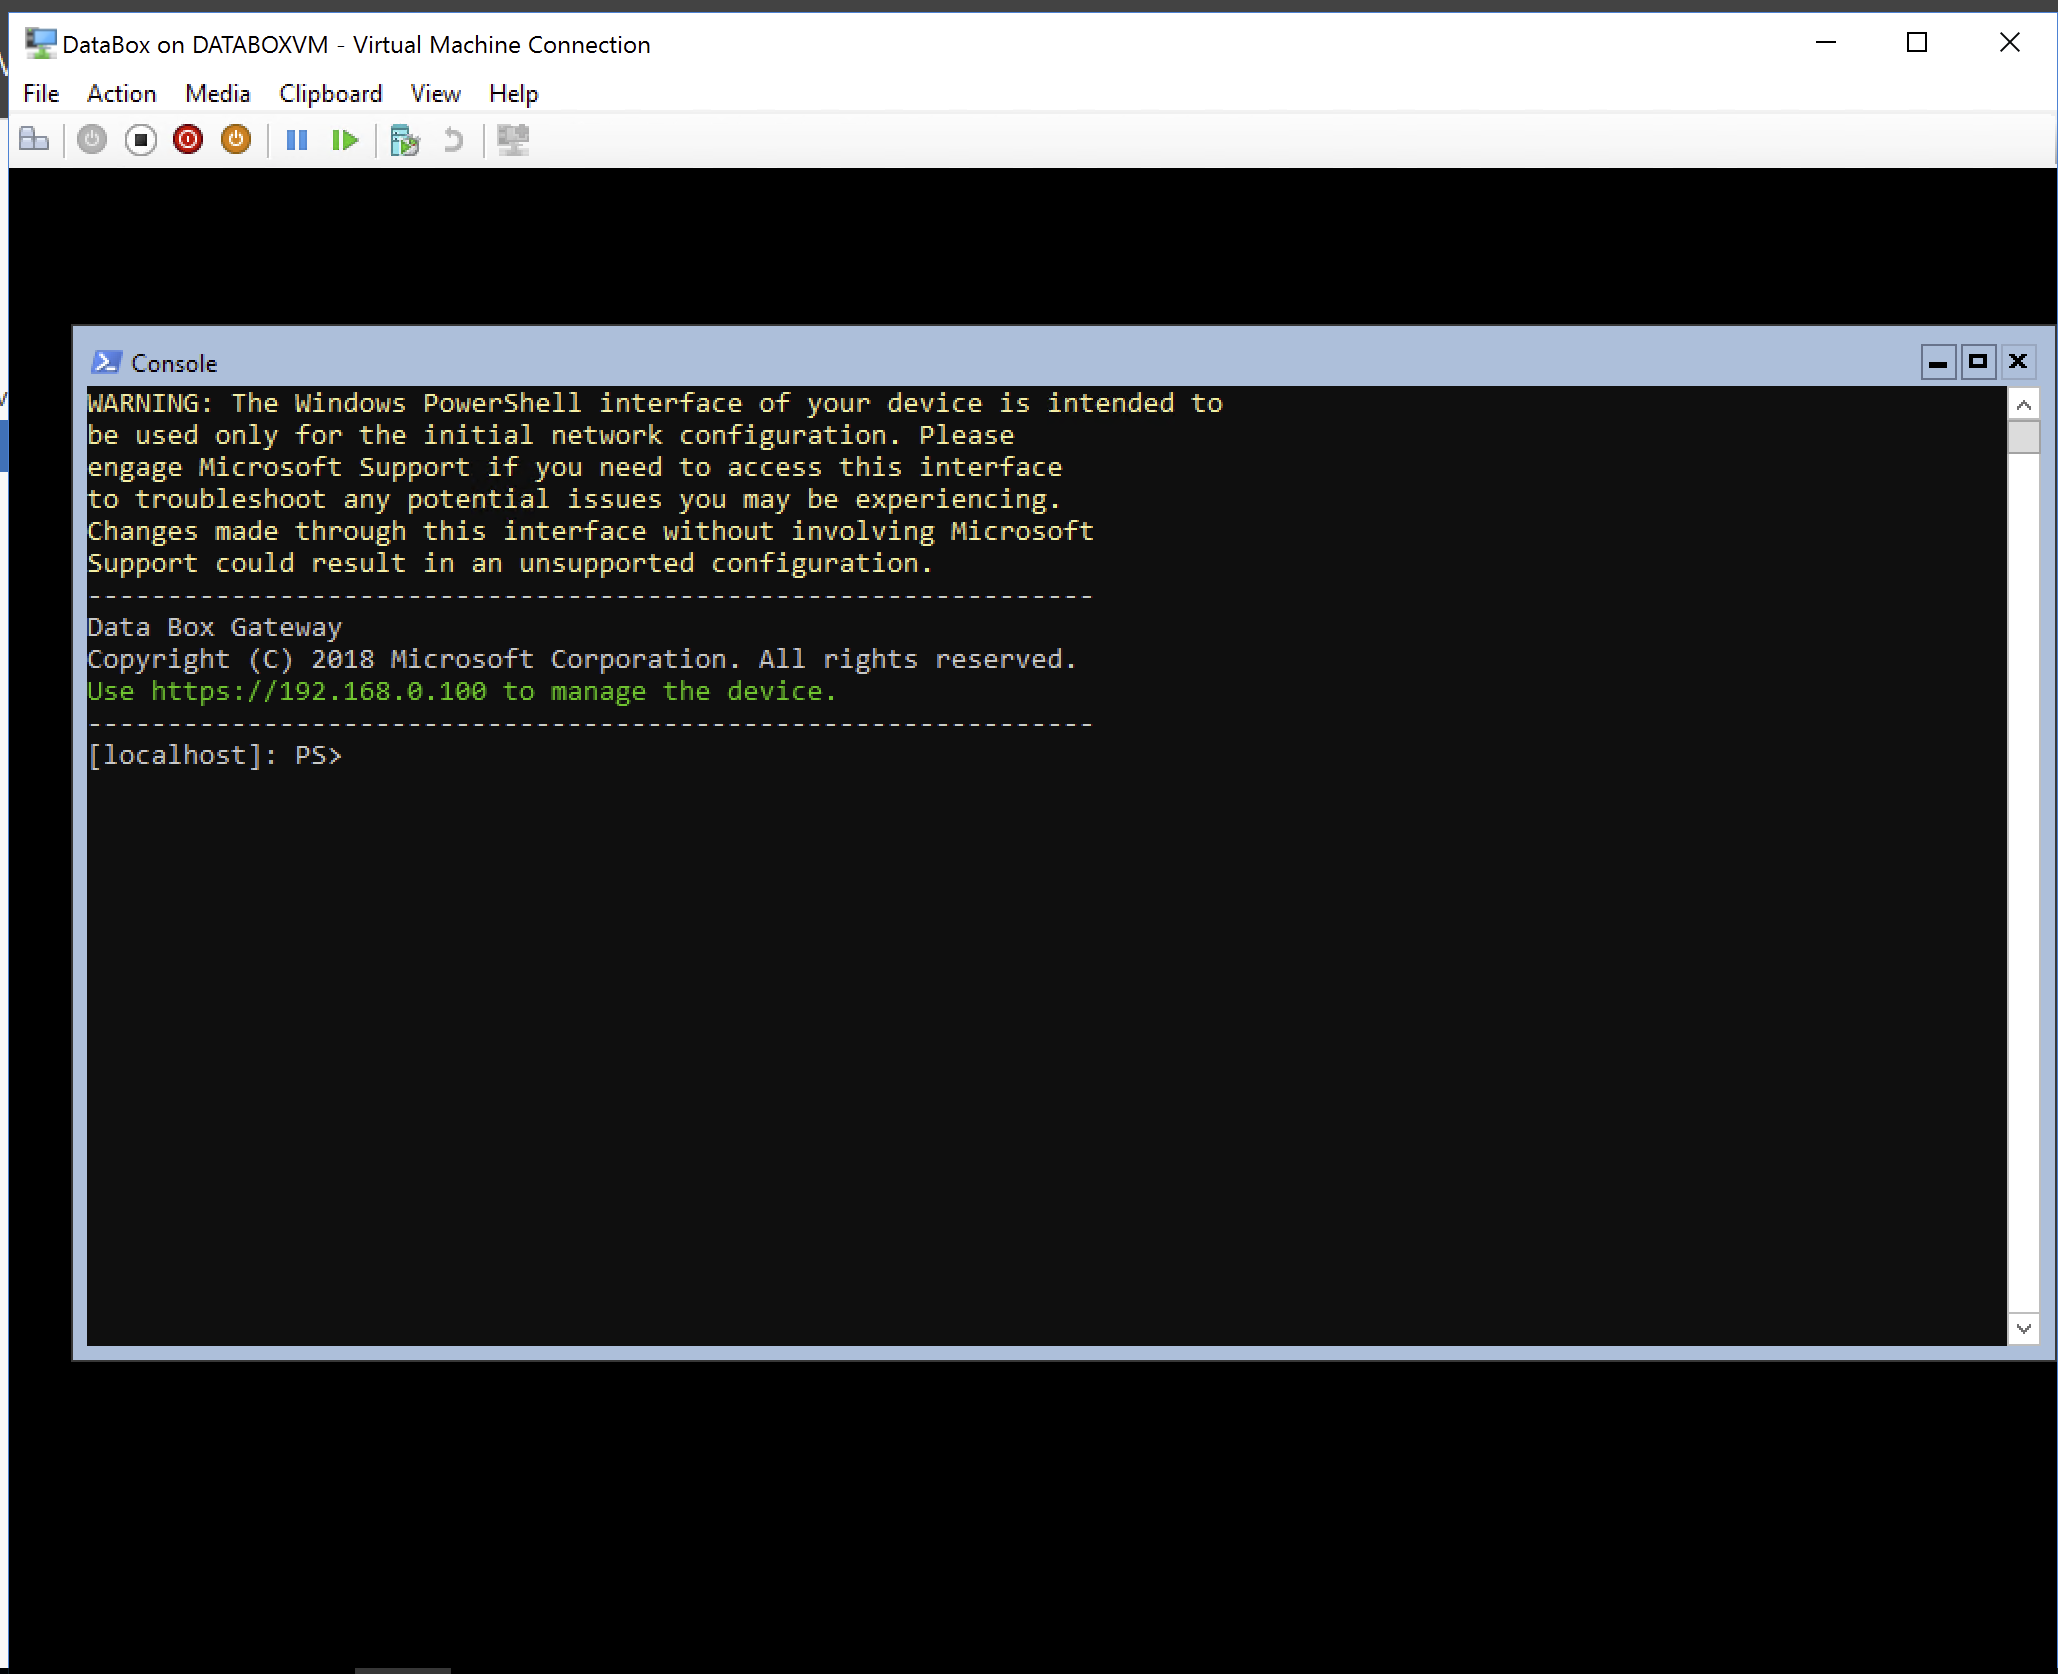 DataBox on DATABOXVM - Virtual Machine Connection
File Action Media Clipboard View Help
Console
WARNING: The Windows PowerShell interface of your device is intended to
be used only for the initial network configuration. Please
engage Microsoft Support if you need to access this interface
to troubleshoot any potential issues you may be experiencing.
Changes made through this interface without involving Microsoft
Support could result in an unsupported configuration.
---------------------------------------------------------------
Data Box Gateway
Copyright (C) 2018 Microsoft Corporation. All rights reserved.
Use https://192.168.0.100 to manage the device.
---------------------------------------------------------------
[localhost]: PS>